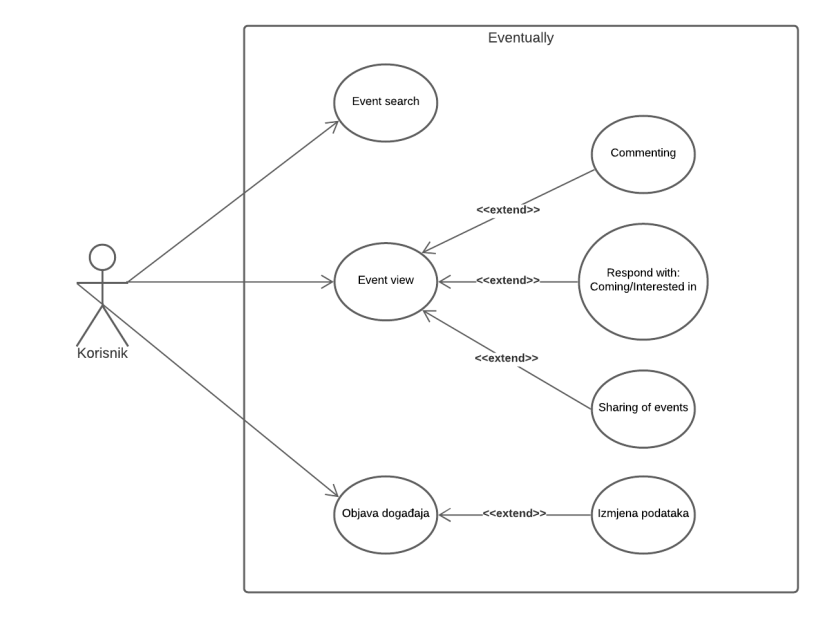 Eventually
Event search
Commenting
<<extend>>
Event view
<<extend>>
Respond with:
Coming/Interested in
Korisnik
<<extend>>
Sharing of events
Objava događaja
<<extend>>
Izmjena podataka